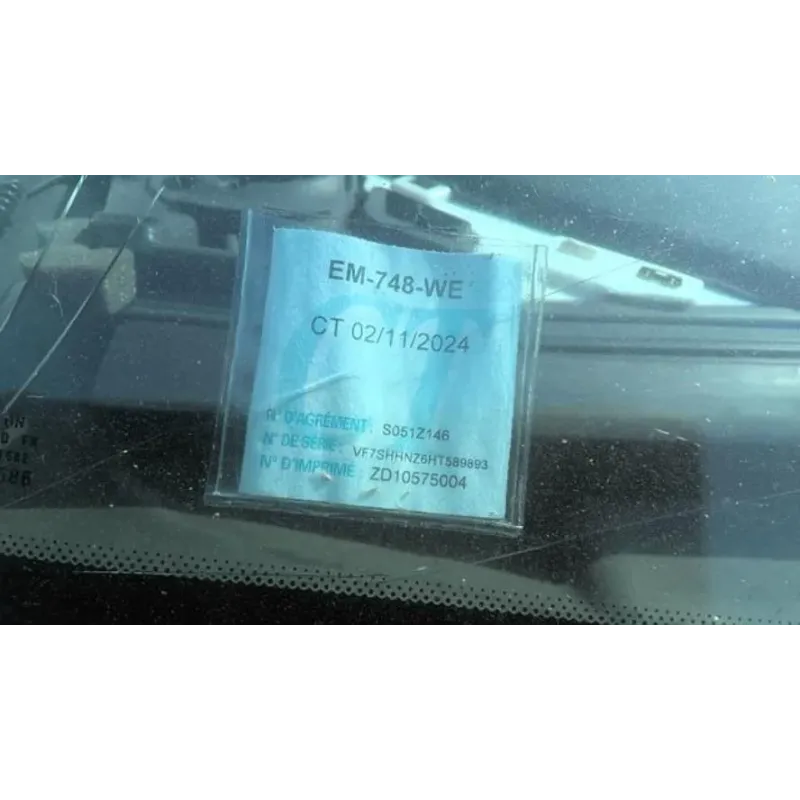 EM-748-WE
CT 02/11/2024
N° D'AGRÉMENT : S051Z146
N° DE SÉRIE : VF7SHHNZ6HT589893
N° D'IMPRIMÉ : ZD10575004